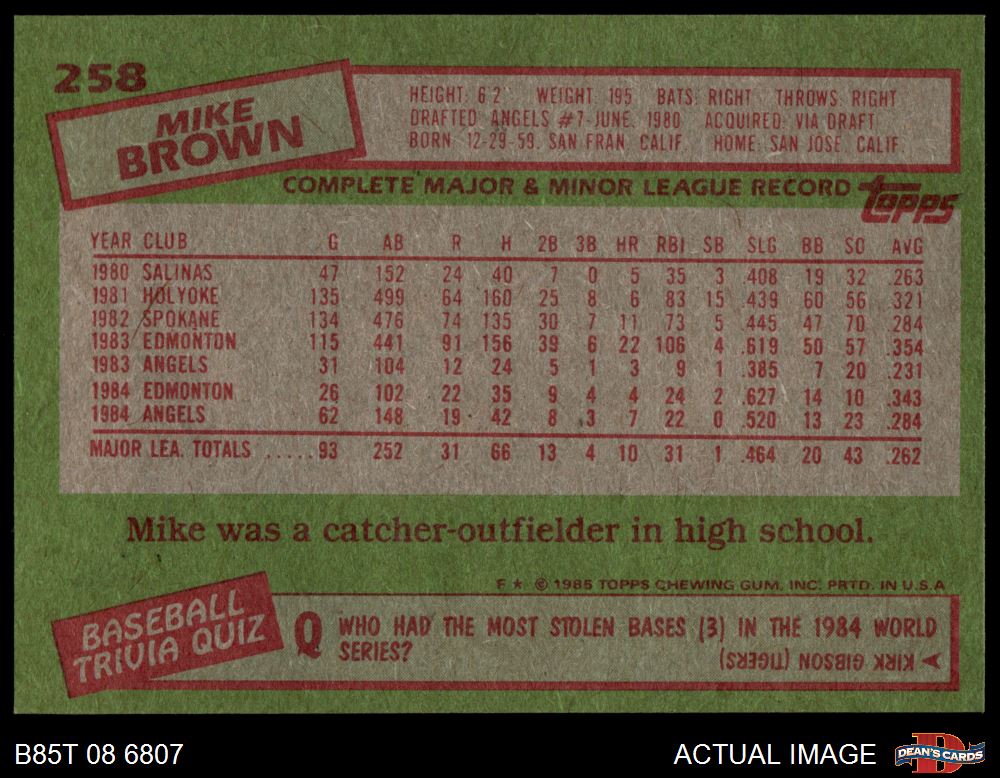 258
MIKE
BROWN
HEIGHT: 6'2" WEIGHT: 195 BATS: RIGHT THROWS: RIGHT
DRAFTED: ANGELS #7-JUNE, 1980 ACQUIRED: VIA DRAFT
BORN: 12-29-59, SAN FRAN, CALIF. HOME: SAN JOSE, CALIF.
COMPLETE MAJOR & MINOR LEAGUE RECORD topps
YEAR CLUB G AB R H 2B 3B HR RBI SB SLG BB SO AVG
1980 SALINAS 47 152 24 40 7 0 5 35 3 .408 19 32 .263
1981 HOLYOKE 135 499 64 160 25 8 6 83 15 .439 60 56 .321
1982 SPOKANE 134 476 74 135 30 7 11 73 5 .445 47 70 .284
1983 EDMONTON 115 441 91 156 39 6 22 106 4 .619 50 57 .354
1983 ANGELS 31 104 12 24 5 1 3 9 1 .385 7 20 .231
1984 EDMONTON 26 102 22 35 9 4 4 24 2 .627 14 10 .343
1984 ANGELS 62 148 19 42 8 3 7 22 0 .520 13 23 .284
MAJOR LEA. TOTALS .....93 252 31 66 13 4 10 31 1 .464 20 43 .262
Mike was a catcher-outfielder in high school.
F * © 1985 TOPPS CHEWING GUM, INC. PRTD. IN U.S.A.
BASEBALL
TRIVIA QUIZ
Q WHO HAD THE MOST STOLEN BASES (3) IN THE 1984 WORLD
SERIES?
KIRK GIBSON (TIGERS)
B85T 08 6807
ACTUAL IMAGE
DEAN'S CARDS